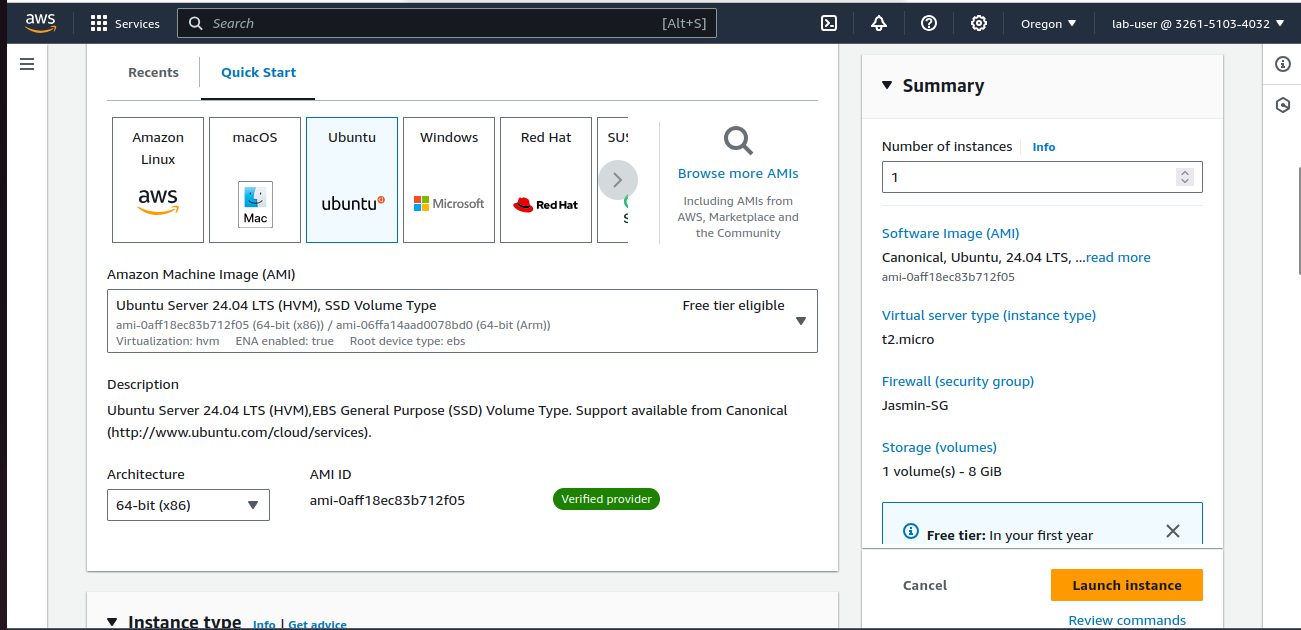 aws
Services
Search [Alt+S]
Oregon
lab-user @ 3261-5103-4032
Recents
Quick Start
Amazon
Linux
aws
macOS
Mac
Ubuntu
ubuntu
Windows
Microsoft
Red Hat
Red Hat
SUS
S
Browse more AMIs
Including AMIs from
AWS, Marketplace and
the Community
Amazon Machine Image (AMI)
Ubuntu Server 24.04 LTS (HVM), SSD Volume Type
Free tier eligible
ami-0aff18ec83b712f05 (64-bit (x86)) / ami-06ffa14aad0078bd0 (64-bit (Arm))
Virtualization: hvm ENA enabled: true Root device type: ebs
Description
Ubuntu Server 24.04 LTS (HVM),EBS General Purpose (SSD) Volume Type. Support available from Canonical
(http://www.ubuntu.com/cloud/services).
Architecture
64-bit (x86)
AMI ID
ami-0aff18ec83b712f05
Verified provider
Instance type Info | Get advice
Summary
Number of instances Info
1
Software Image (AMI)
Canonical, Ubuntu, 24.04 LTS, ...read more
ami-0aff18ec83b712f05
Virtual server type (instance type)
t2.micro
Firewall (security group)
Jasmin-SG
Storage (volumes)
1 volume(s) - 8 GiB
Free tier: In your first year
Cancel
Launch instance
Review commands